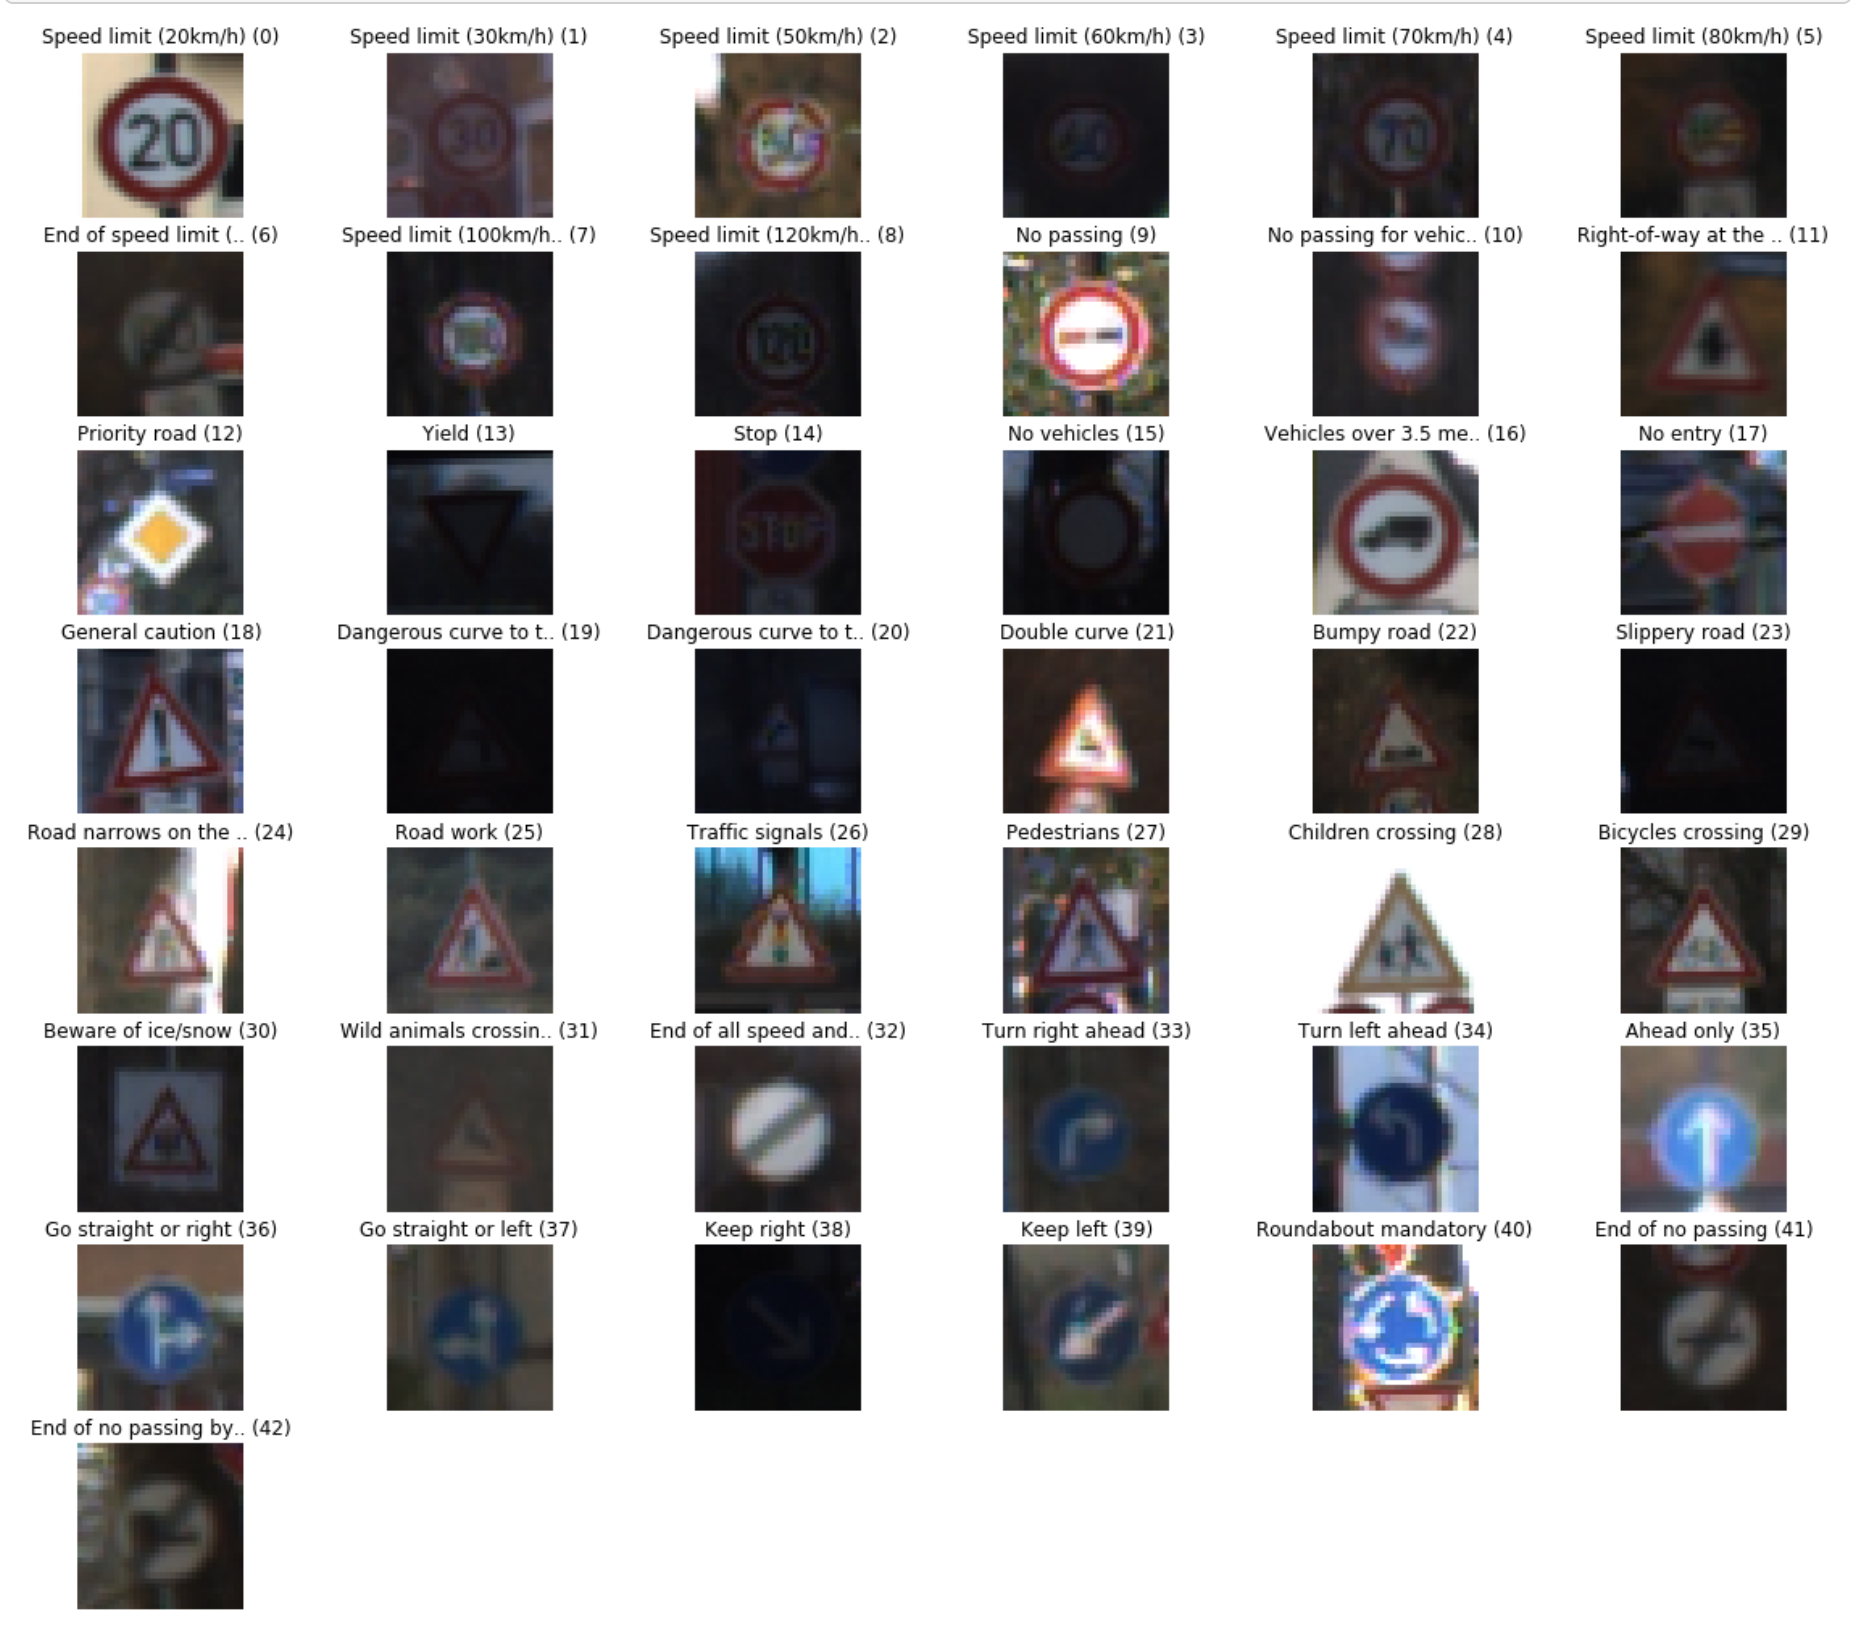 Speed limit (20km/h) (0)
Speed limit (30km/h) (1)
Speed limit (50km/h) (2)
Speed limit (60km/h) (3)
Speed limit (70km/h) (4)
Speed limit (80km/h) (5)
20
30
60
70
End of speed limit (.. (6)
Speed limit (100km/h.. (7)
Speed limit (120km/h.. (8)
No passing (9)
No passing for vehic.. (10)
Right-of-way at the .. (11)
120
Priority road (12)
Yield (13)
Stop (14)
No vehicles (15)
Vehicles over 3.5 me.. (16)
No entry (17)
STOP
General caution (18)
Dangerous curve to t.. (19)
Dangerous curve to t.. (20)
Double curve (21)
Bumpy road (22)
Slippery road (23)
Road narrows on the .. (24)
Road work (25)
Traffic signals (26)
Pedestrians (27)
Children crossing (28)
Bicycles crossing (29)
Beware of ice/snow (30)
Wild animals crossin.. (31)
End of all speed and.. (32)
Turn right ahead (33)
Turn left ahead (34)
Ahead only (35)
Go straight or right (36)
Go straight or left (37)
Keep right (38)
Keep left (39)
Roundabout mandatory (40)
End of no passing (41)
End of no passing by.. (42)